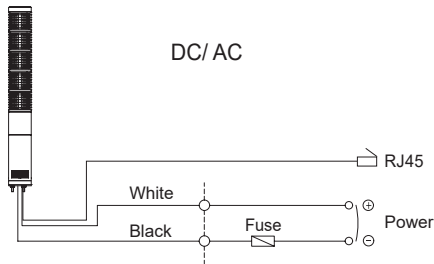 DC/ AC
RJ45
White
Black
Fuse
Power